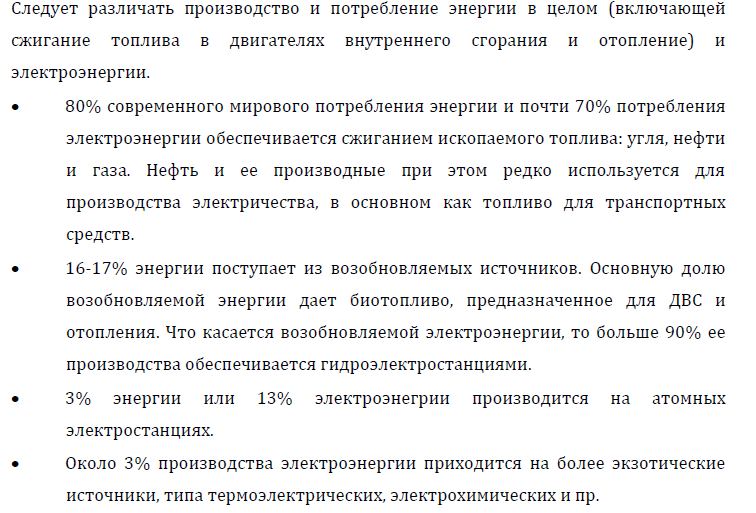 Следует различать производство и потребление энергии в целом (включающей
сжигание топлива в двигателях внутреннего сгорания и отопление) и
электроэнергии.
• 80% современного мирового потребления энергии и почти 70% потребления
электроэнергии обеспечивается сжиганием ископаемого топлива: угля, нефти
и газа. Нефть и ее производные при этом редко используется для
производства электричества, в основном как топливо для транспортных
средств.
• 16-17% энергии поступает из возобновляемых источников. Основную долю
возобновляемой энергии дает биотопливо, предназначенное для ДВС и
отопления. Что касается возобновляемой электроэнергии, то больше 90% ее
производства обеспечивается гидроэлектростанциями.
• 3% энергии или 13% электроэнегрии производится на атомных
электростанциях.
• Около 3% производства электроэнергии приходится на более экзотические
источники, типа термоэлектрических, электрохимических и пр.